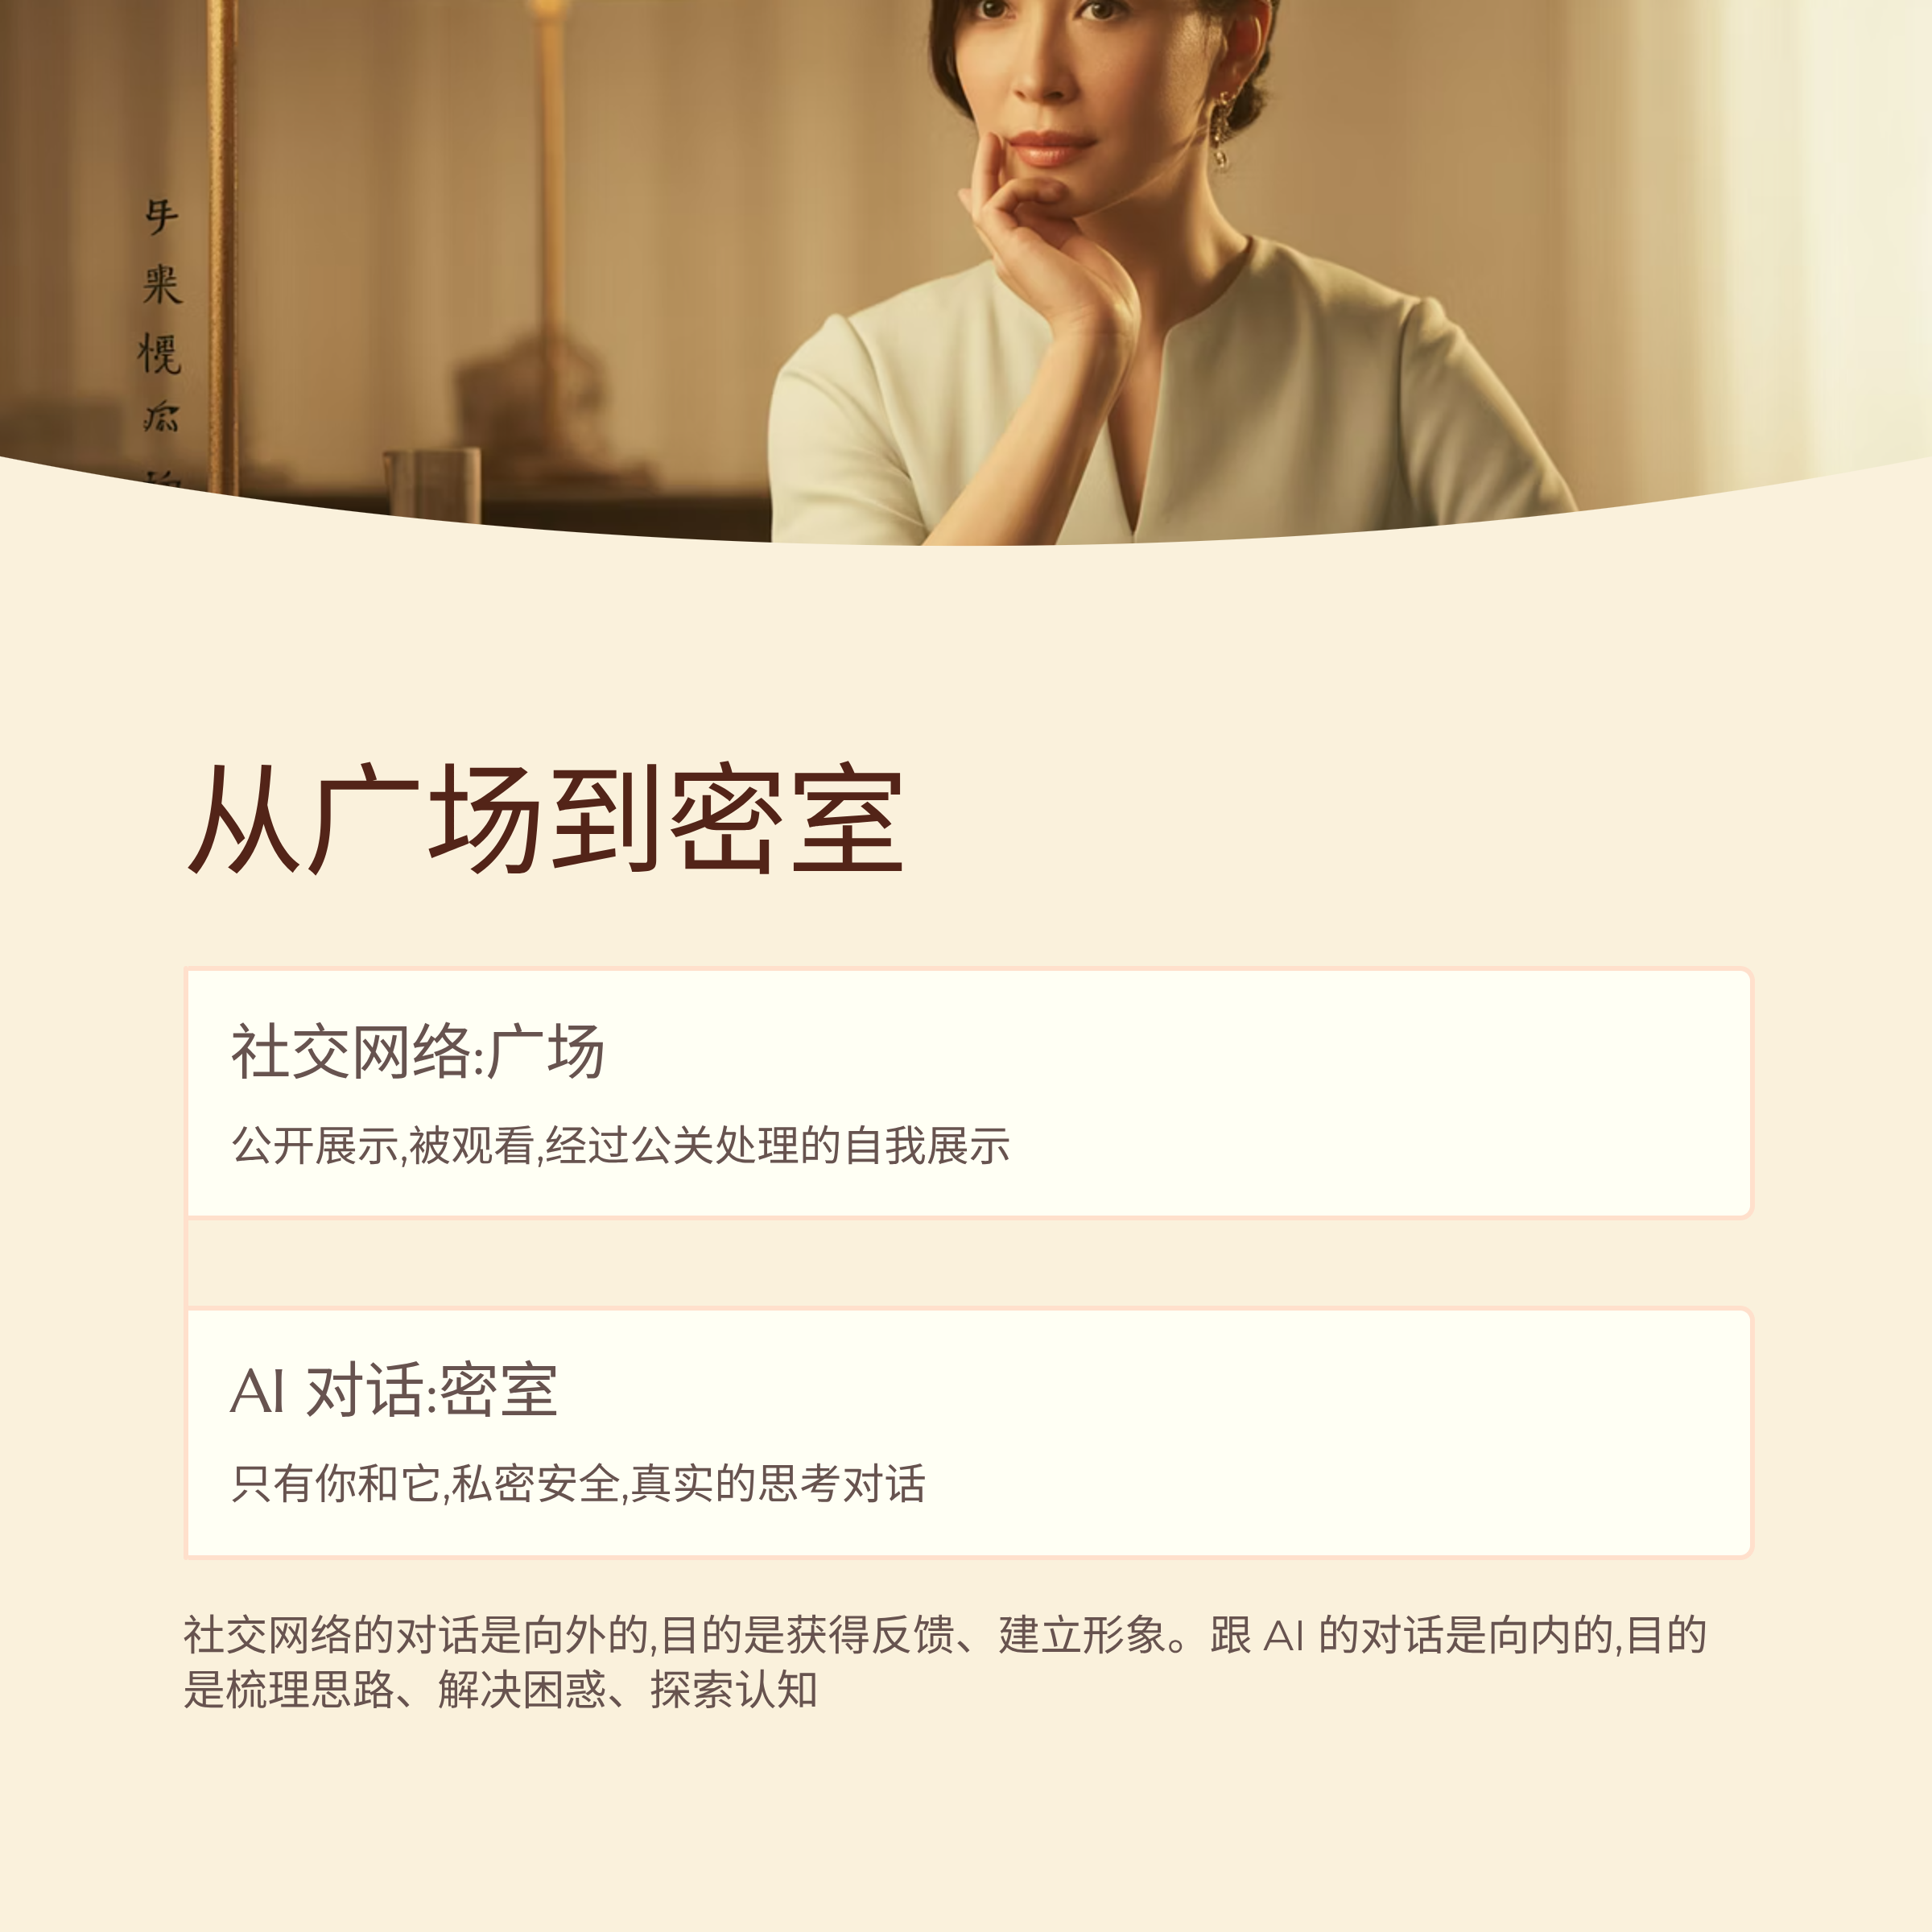 从广场到密室
社交网络:广场
公开展示,被观看,经过公关处理的自我展示
AI 对话:密室
只有你和它,私密安全,真实的思考对话
社交网络的对话是向外的,目的是获得反馈、建立形象。跟 AI 的对话是向内的,目的
是梳理思路、解决困惑、探索认知